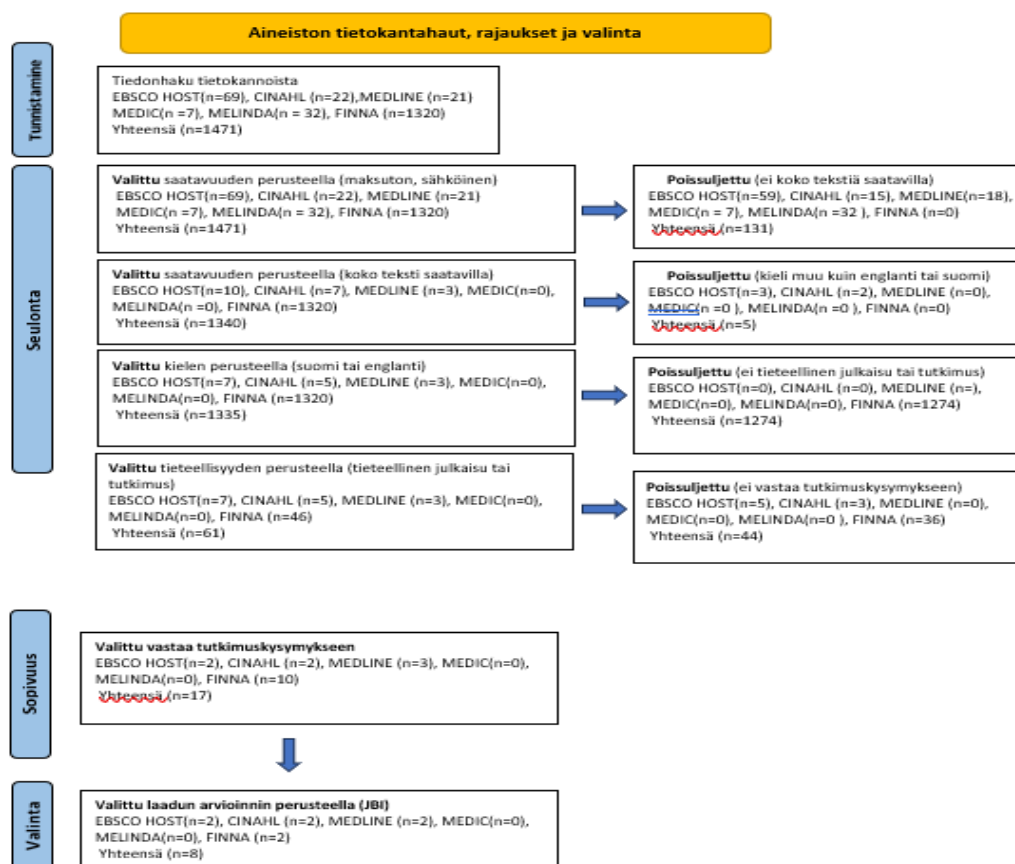 Aineiston tietokantahaut, rajaukset ja valinta
Tunnistaminen
Tiedonhaku tietokannoista
EBSCO HOST(n=69), CINAHL (n=22),MEDLINE (n=21)
MEDIC(n =7), MELINDA(n = 32), FINNA (n=1320)
Yhteensä (n=1471)
Seulonta
Valittu saatavuuden perusteella (maksuton, sähköinen)
EBSCO HOST(n=69), CINAHL (n=22), MEDLINE (n=21)
MEDIC(n =7), MELINDA(n = 32), FINNA (n=1320)
Yhteensä (n=1471)
Poissuljettu (ei koko tekstiä saatavilla)
EBSCO HOST(n=59), CINAHL (n=15), MEDLINE(n=18),
MEDIC(n = 7), MELINDA(n =32 ), FINNA (n=0)
Yhteensä (n=131)
Valittu saatavuuden perusteella (koko teksti saatavilla)
EBSCO HOST(n=10), CINAHL (n=7), MEDLINE (n=3), MEDIC(n=0),
MELINDA(n =0), FINNA (n=1320)
Yhteensä (n=1340)
Poissuljettu (kieli muu kuin englanti tai suomi)
EBSCO HOST(n=3), CINAHL (n=2), MEDLINE (n=0),
MEDIC(n =0 ), MELINDA(n =0 ), FINNA (n=0)
Yhteensä (n=5)
Valittu kielen perusteella (suomi tai englanti)
EBSCO HOST(n=7), CINAHL (n=5), MEDLINE (n=3), MEDIC(n=0),
MELINDA(n=0), FINNA (n=1320)
Yhteensä (n=1335)
Poissuljettu (ei tieteellinen julkaisu tai tutkimus)
EBSCO HOST(n=0), CINAHL (n=0), MEDLINE (n=),
MEDIC(n=0), MELINDA(n=0), FINNA (n=1274)
Yhteensä (n=1274)
Valittu tieteellisyyden perusteella (tieteellinen julkaisu tai
tutkimus)
EBSCO HOST(n=7), CINAHL (n=5), MEDLINE (n=3), MEDIC(n=0),
MELINDA(n=0), FINNA (n=46)
Yhteensä (n=61)
Poissuljettu (ei vastaa tutkimuskysymykseen)
EBSCO HOST(n=5), CINAHL (n=3), MEDLINE (n=0),
MEDIC(n=0), MELINDA(n=0 ), FINNA (n=36)
Yhteensä (n=44)
Sopivuus
Valittu vastaa tutkimuskysymykseen
EBSCO HOST(n=2), CINAHL (n=2), MEDLINE (n=3), MEDIC(n=0),
MELINDA(n=0), FINNA (n=10)
Yhteensä (n=17)
Valinta
Valittu laadun arvioinnin perusteella (JBI)
EBSCO HOST(n=2), CINAHL (n=2), MEDLINE (n=2), MEDIC(n=0),
MELINDA(n=0), FINNA (n=2)
Yhteensä (n=8)